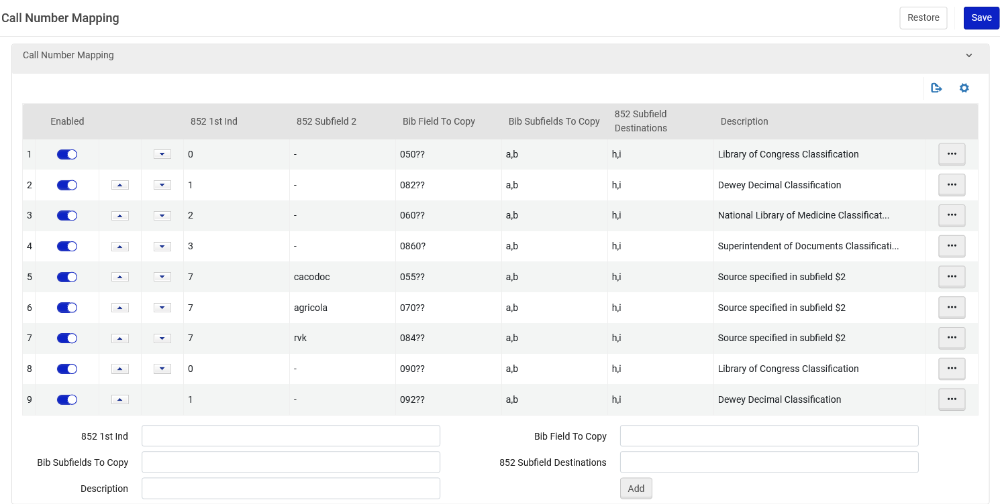 Call Number Mapping
Restore
Save
Call Number Mapping
Enabled 852 1st Ind 852 Subfield 2 Bib Field To Copy Bib Subfields To Copy 852 Subfield Destinations Description
1 0 - 050?? a,b h,i Library of Congress Classification
2 1 - 082?? a,b h,i Dewey Decimal Classification
3 2 - 060?? a,b h,i National Library of Medicine Classificat...
4 3 - 0860? a,b h,i Superintendent of Documents Classificati...
5 7 cacodoc 055?? a,b h,i Source specified in subfield $2
6 7 agricola 070?? a,b h,i Source specified in subfield $2
7 7 rvk 084?? a,b h,i Source specified in subfield $2
8 0 - 090?? a,b h,i Library of Congress Classification
9 1 - 092?? a,b h,i Dewey Decimal Classification
852 1st Ind Bib Field To Copy
Bib Subfields To Copy 852 Subfield Destinations
Description Add